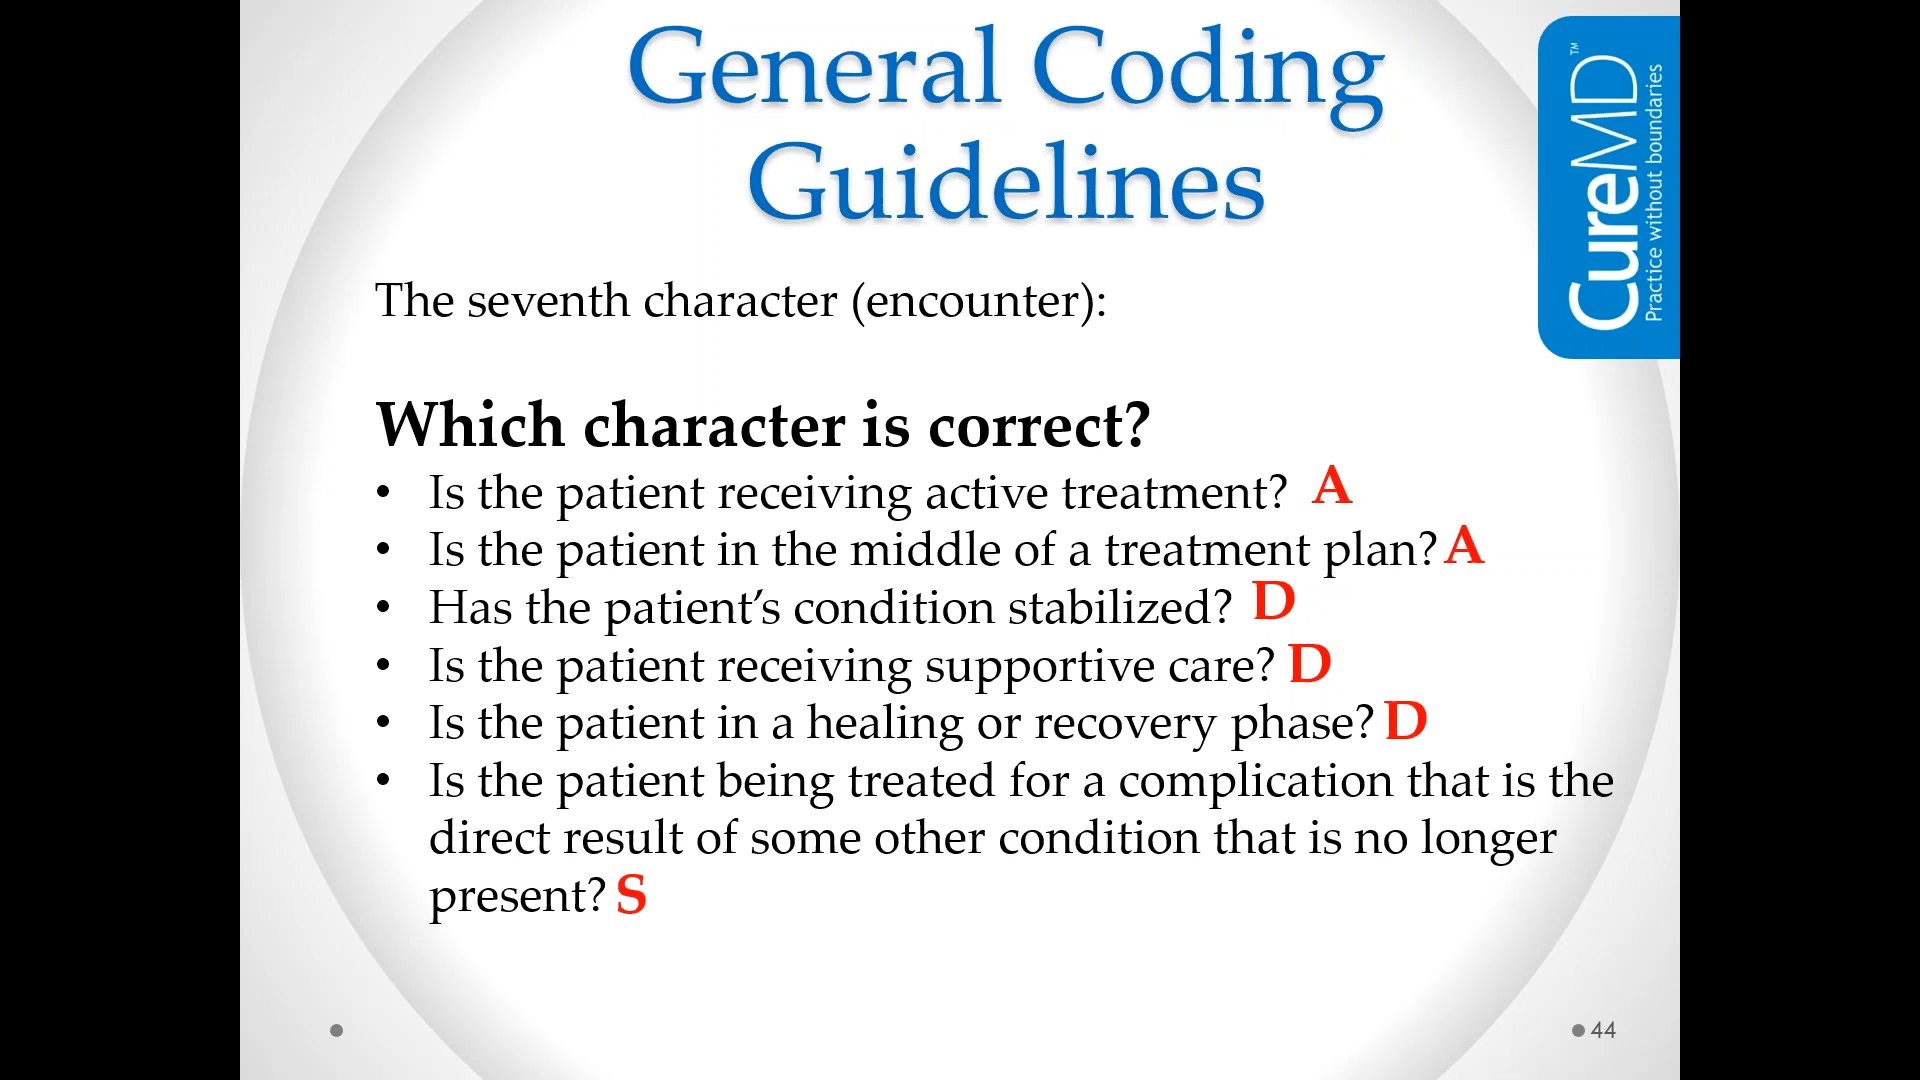 General Coding
Guidelines
CureMD™
Practice without boundaries
The seventh character (encounter):
Which character is correct?
• Is the patient receiving active treatment? A
• Is the patient in the middle of a treatment plan? A
• Has the patient’s condition stabilized? D
• Is the patient receiving supportive care? D
• Is the patient in a healing or recovery phase? D
• Is the patient being treated for a complication that is the
direct result of some other condition that is no longer
present? S
44